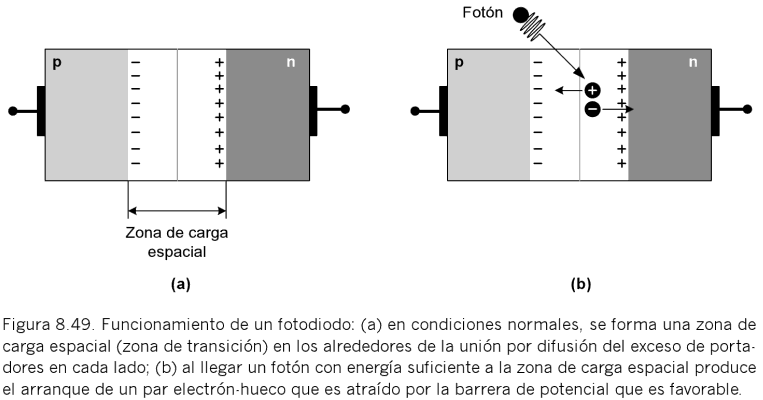 Fotón
p
n
p
n
Zona de carga
espacial
(a)
(b)
Figura 8.49. Funcionamiento de un fotodiodo: (a) en condiciones normales, se forma una zona de
carga espacial (zona de transición) en los alrededores de la unión por difusión del exceso de porta-
dores en cada lado; (b) al llegar un fotón con energía suficiente a la zona de carga espacial produce
el arranque de un par electrón-hueco que es atraído por la barrera de potencial que es favorable.